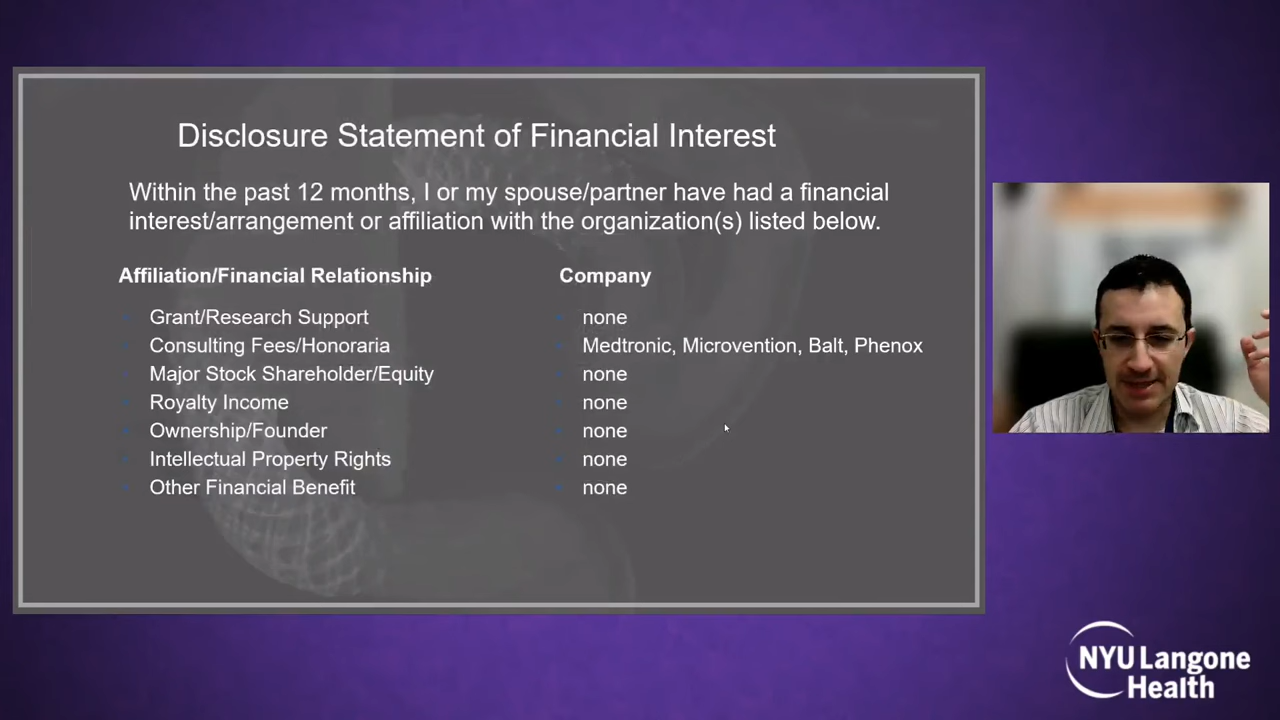 Disclosure Statement of Financial Interest
Within the past 12 months, I or my spouse/partner have had a financial
interest/arrangement or affiliation with the organization(s) listed below.
Affiliation/Financial Relationship Company
Grant/Research Support none
Consulting Fees/Honoraria Medtronic, Microvention, Balt, Phenox
Major Stock Shareholder/Equity none
Royalty Income none
Ownership/Founder none
Intellectual Property Rights none
Other Financial Benefit none
NYU Langone
Health